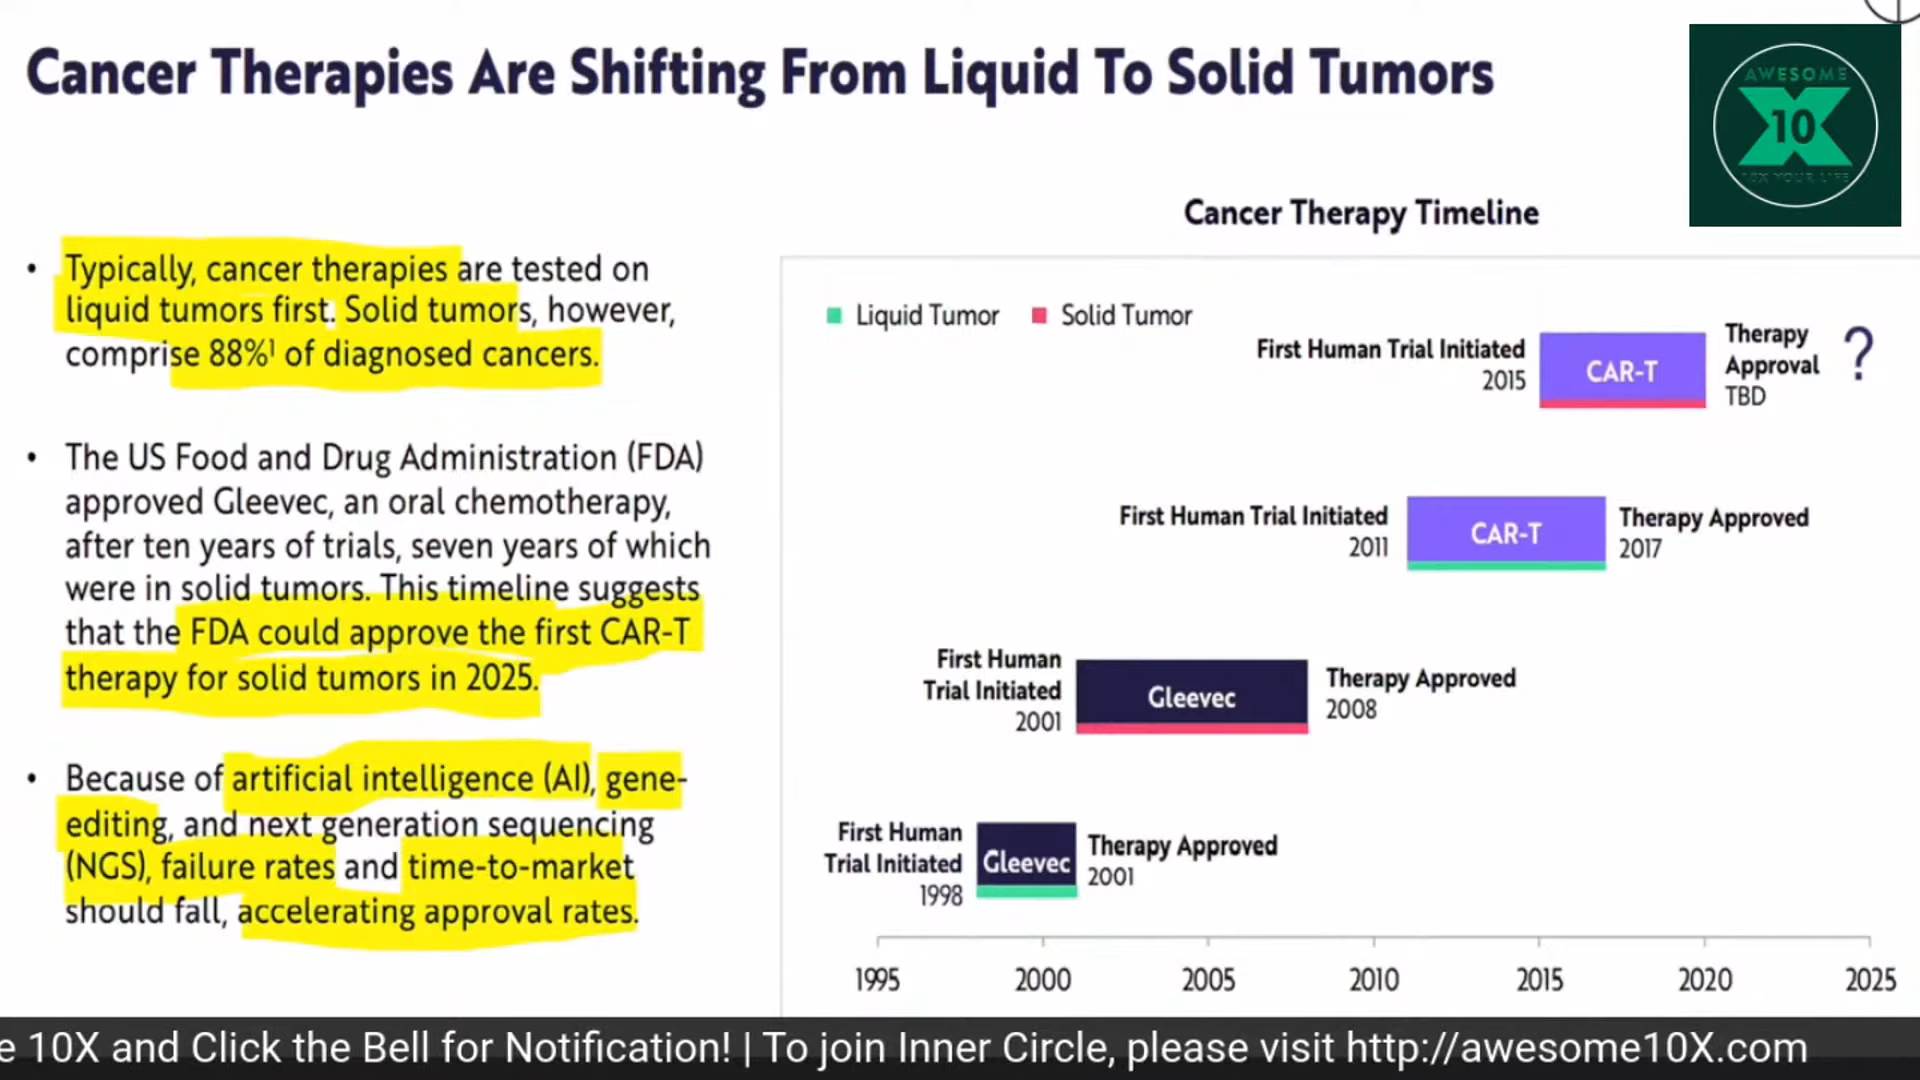 Cancer Therapies Are Shifting From Liquid To Solid Tumors
AWESOME
10
10X YOUR LIFE
• Typically, cancer therapies are tested on
liquid tumors first. Solid tumors, however,
comprise 88%¹ of diagnosed cancers.
• The US Food and Drug Administration (FDA)
approved Gleevec, an oral chemotherapy,
after ten years of trials, seven years of which
were in solid tumors. This timeline suggests
that the FDA could approve the first CAR-T
therapy for solid tumors in 2025.
• Because of artificial intelligence (AI), gene-
editing, and next generation sequencing
(NGS), failure rates and time-to-market
should fall, accelerating approval rates.
Cancer Therapy Timeline
Liquid Tumor Solid Tumor
First Human Trial Initiated
2015
CAR-T
Therapy
Approval
TBD
?
First Human Trial Initiated
2011
CAR-T
Therapy Approved
2017
First Human
Trial Initiated
2001
Gleevec
Therapy Approved
2008
First Human
Trial Initiated
1998
Gleevec
Therapy Approved
2001
1995 2000 2005 2010 2015 2020 2025
e 10X and Click the Bell for Notification! | To join Inner Circle, please visit http://awesome10X.com